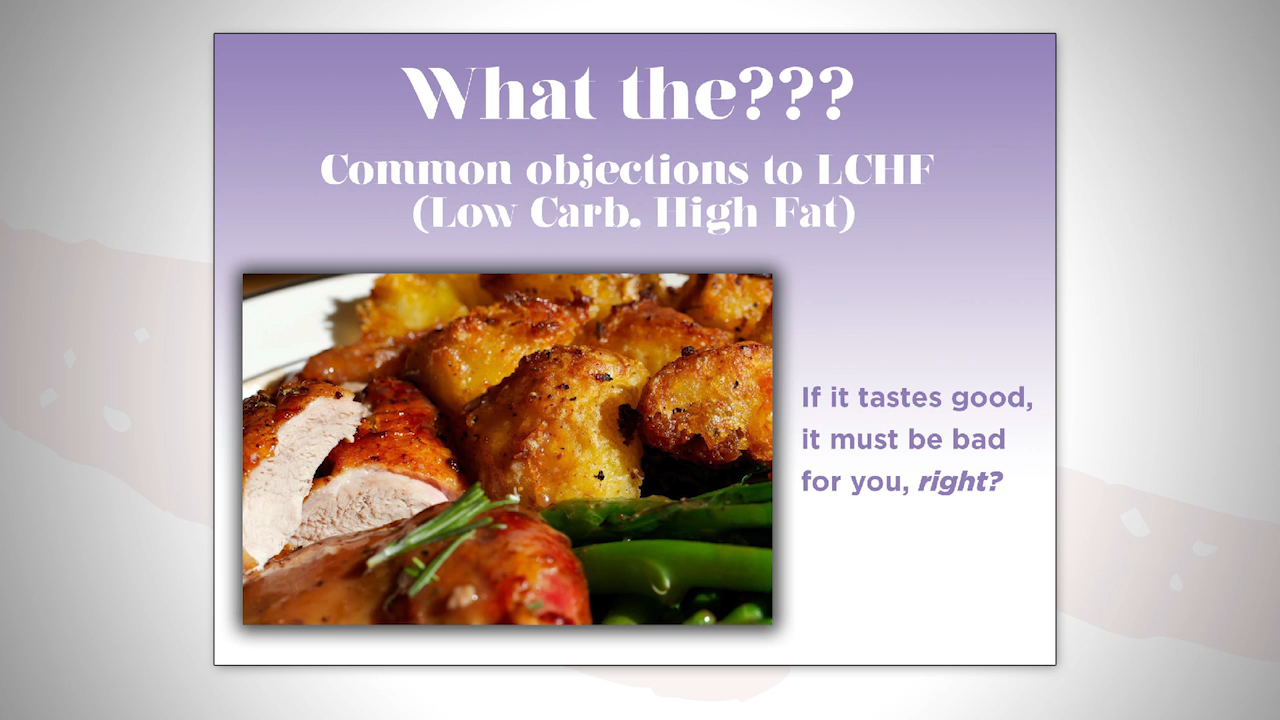 What the???
Common objections to LCHF
(Low Carb, High Fat)
If it tastes good,
it must be bad
for you, right?